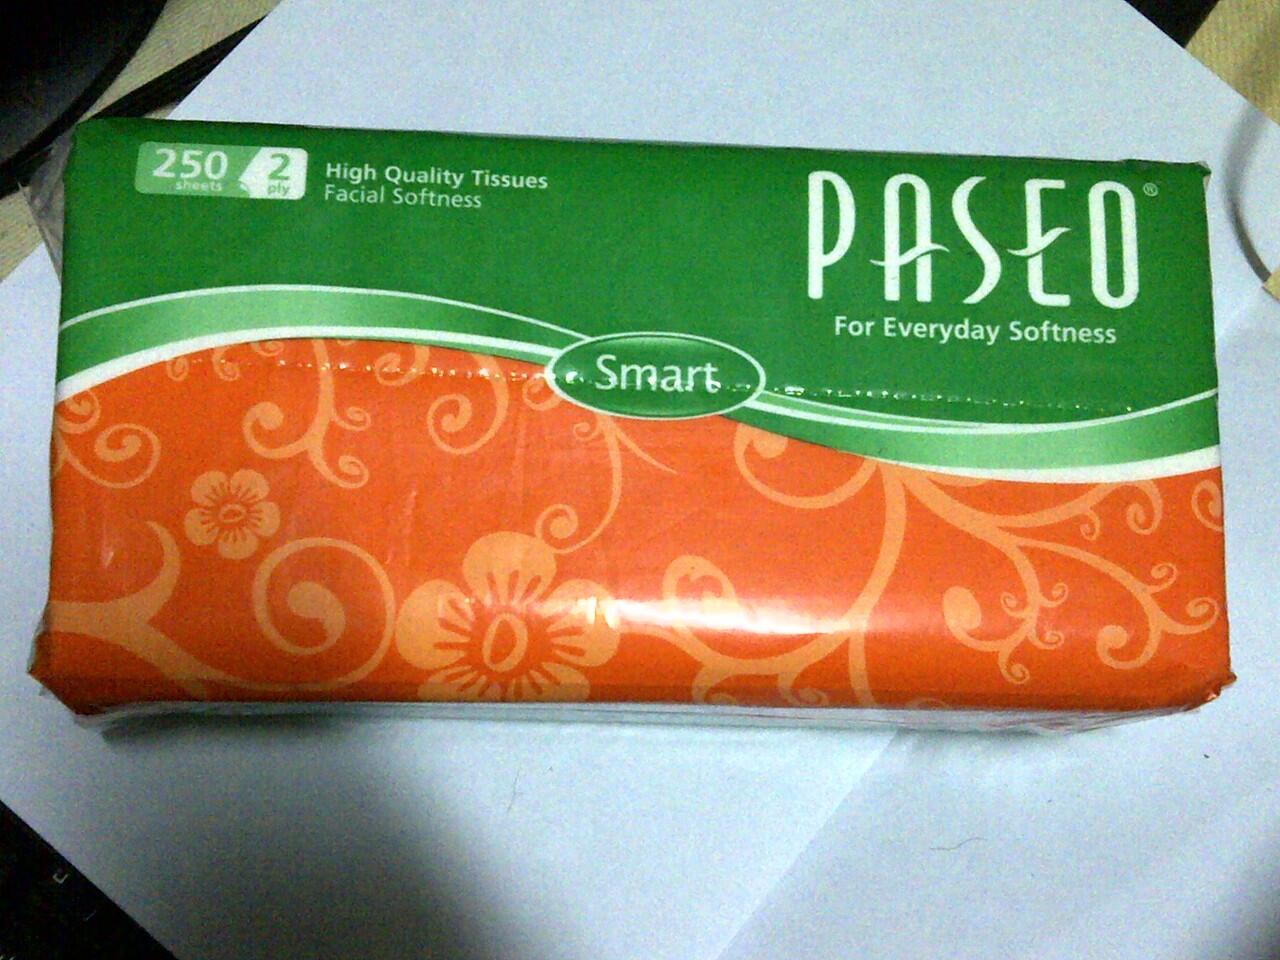 250 sheets
2 ply
High Quality Tissues
Facial Softness
PASEO®
For Everyday Softness
Smart